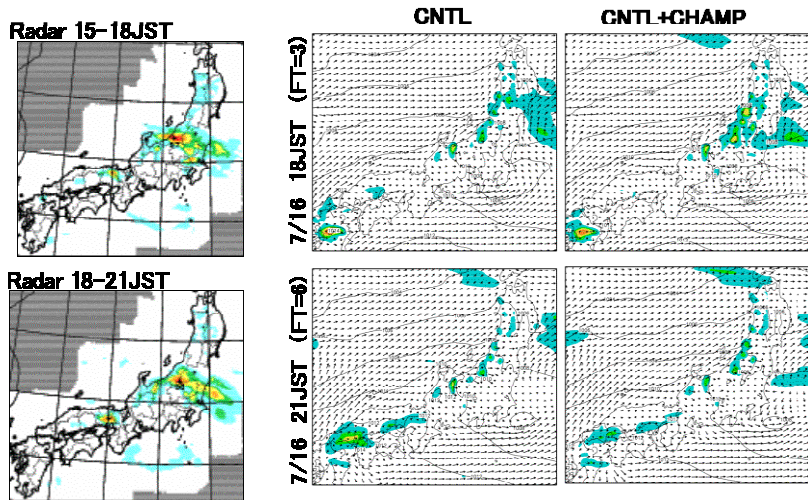 CNTL
CNTL+CHAMP
Radar 15-18JST
7/16 18JST (FT=3)
Radar 18-21JST
7/16 21JST (FT=6)